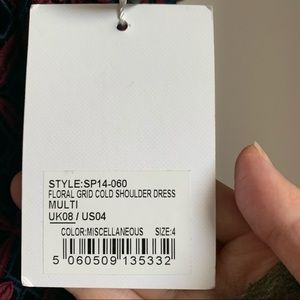 STYLE:SP14-060
FLORAL GRID COLD SHOULDER DRESS
MULTI
UK08 / US04
COLOR:MISCELLANEOUS SIZE:4
5 060509 135332